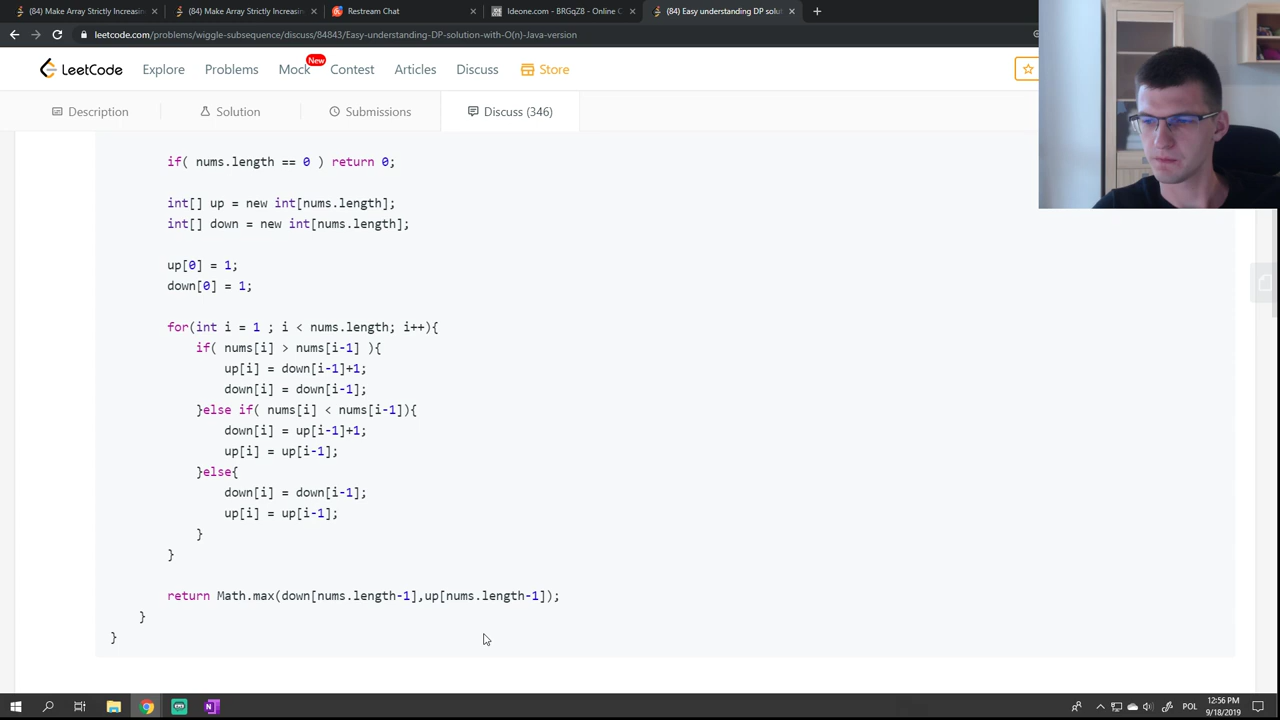 (84) Make Array Strictly Increasin
(84) Make Array Strictly Increasin
Restream Chat
Ideone.com - BRGqZ8 - Online C
(84) Easy understanding DP solut
leetcode.com/problems/wiggle-subsequence/discuss/84843/Easy-understanding-DP-solution-with-O(n)-Java-version
LeetCode
Explore
Problems
Mock
New
Contest
Articles
Discuss
Store
Description
Solution
Submissions
Discuss (346)
if( nums.length == 0 ) return 0;
int[] up = new int[nums.length];
int[] down = new int[nums.length];
up[0] = 1;
down[0] = 1;
for(int i = 1 ; i < nums.length; i++){
if( nums[i] > nums[i-1] ){
up[i] = down[i-1]+1;
down[i] = down[i-1];
}else if( nums[i] < nums[i-1]){
down[i] = up[i-1]+1;
up[i] = up[i-1];
}else{
down[i] = down[i-1];
up[i] = up[i-1];
}
}
return Math.max(down[nums.length-1],up[nums.length-1]);
}
}
POL
12:56 PM
9/18/2019